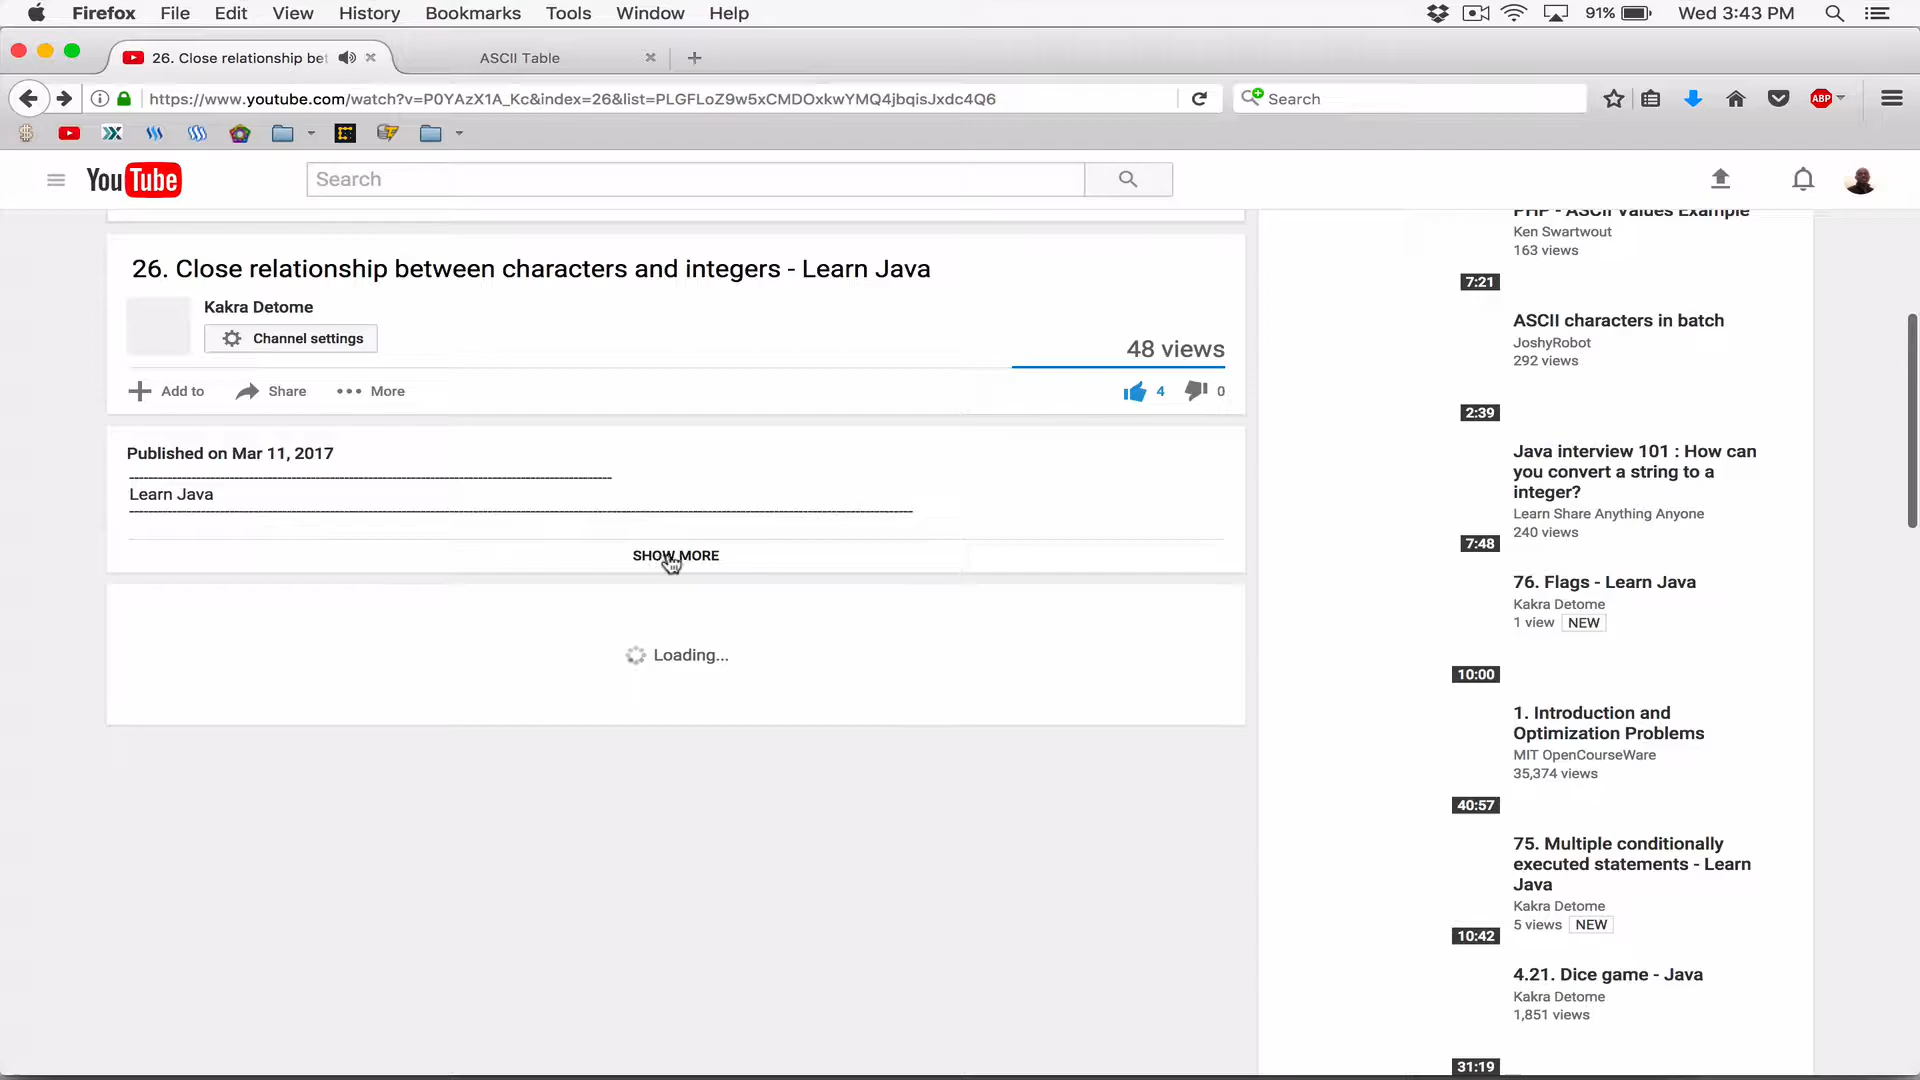 Firefox File Edit View History Bookmarks Tools Window Help 91% Wed 3:43 PM
26. Close relationship bet ASCII Table
https://www.youtube.com/watch?v=P0YAzX1A_Kc&index=26&list=PLGFLoZ9w5xCMDOxkwYMQ4jbqisJxdc4Q6 Search ABP
YouTube Search
26. Close relationship between characters and integers - Learn Java
Kakra Detome
Channel settings
48 views
Add to Share More 4 0
Published on Mar 11, 2017
Learn Java
SHOW MORE
Loading...
PHP - ASCII Values Example
Ken Swartwout
163 views
7:21
ASCII characters in batch
JoshyRobot
292 views
2:39
Java interview 101 : How can
you convert a string to a
integer?
Learn Share Anything Anyone
240 views
7:48
76. Flags - Learn Java
Kakra Detome
1 view NEW
10:00
1. Introduction and
Optimization Problems
MIT OpenCourseWare
35,374 views
40:57
75. Multiple conditionally
executed statements - Learn
Java
Kakra Detome
5 views NEW
10:42
4.21. Dice game - Java
Kakra Detome
1,851 views
31:19